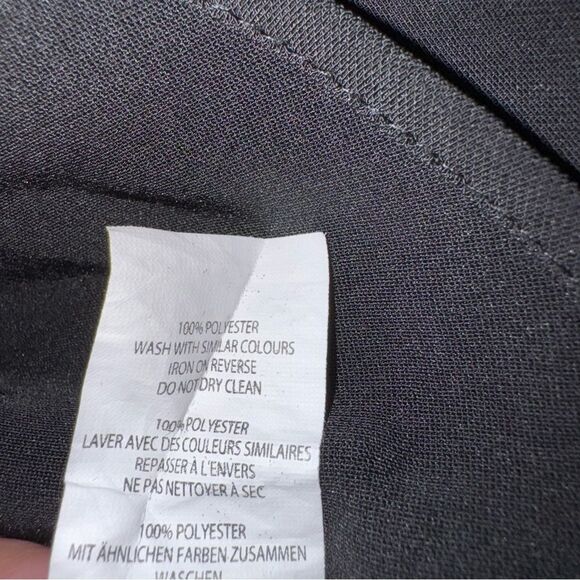 100% POLYESTER
WASH WITH SIMILAR COLOURS
IRON ON REVERSE
DO NOT DRY CLEAN
100% POLYESTER
LAVER AVEC DES COULEURS SIMILAIRES
REPASSER À L'ENVERS
NE PAS NETTOYER À SEC
100% POLYESTER
MIT ÄHNLICHEN FARBEN ZUSAMMEN
WASCHEN